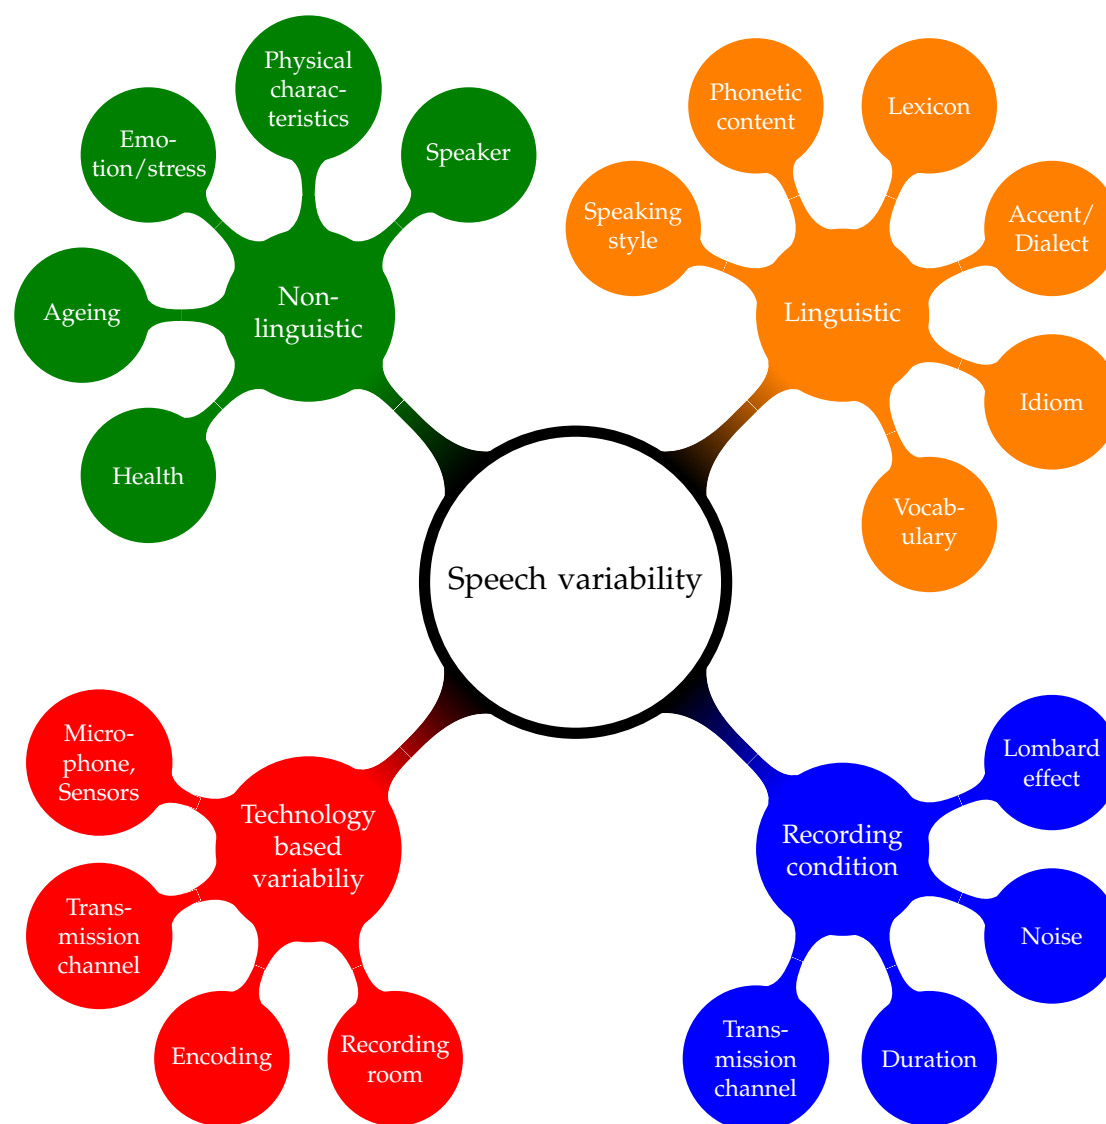 Physical
charac-
teristics
Emo-
tion/stress
Speaker
Ageing
Non-
linguistic
Health
Phonetic
content
Lexicon
Speaking
style
Accent/
Dialect
Linguistic
Idiom
Vocab-
ulary
Speech variability
Micro-
phone,
Sensors
Technology
based
variabiliy
Trans-
mission
channel
Encoding
Recording
room
Lombard
effect
Recording
condition
Noise
Trans-
mission
channel
Duration